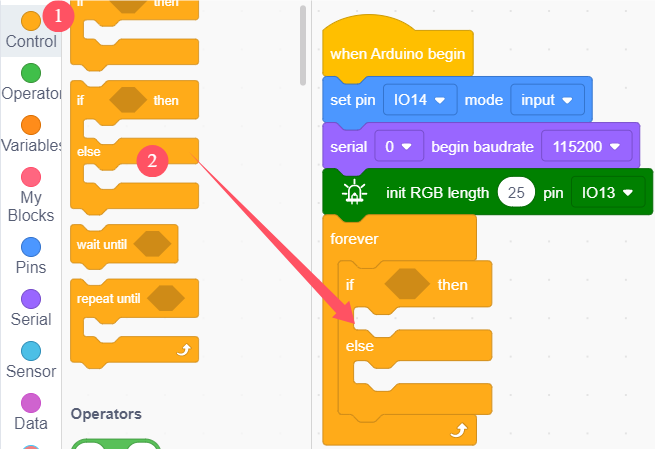 1
Control
Operator
Variables
My
Blocks
Pins
Serial
Sensor
Data
if then
if then
else
2
wait until
repeat until
Operators
when Arduino begin
set pin IO14 mode input
serial 0 begin baudrate 115200
init RGB length 25 pin IO13
forever
if then
else